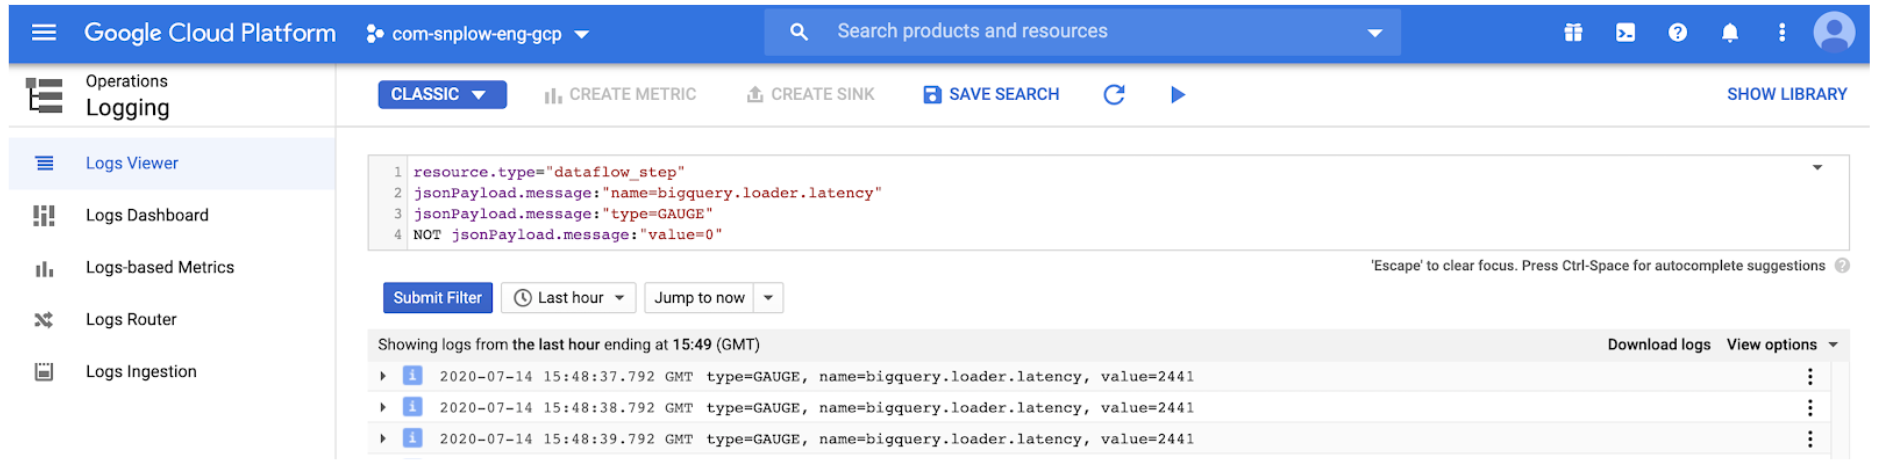 Google Cloud Platform com-snplow-eng-gcp Search products and resources
Operations
Logging
CLASSIC CREATE METRIC CREATE SINK SAVE SEARCH SHOW LIBRARY
Logs Viewer
Logs Dashboard
Logs-based Metrics
Logs Router
Logs Ingestion
1 resource.type="dataflow_step"
2 jsonPayload.message:"name=bigquery.loader.latency"
3 jsonPayload.message:"type=GAUGE"
4 NOT jsonPayload.message:"value=0"
'Escape' to clear focus. Press Ctrl-Space for autocomplete suggestions ?
Submit Filter Last hour Jump to now
Showing logs from the last hour ending at 15:49 (GMT) Download logs View options
i 2020-07-14 15:48:37.792 GMT type=GAUGE, name=bigquery.loader.latency, value=2441
i 2020-07-14 15:48:38.792 GMT type=GAUGE, name=bigquery.loader.latency, value=2441
i 2020-07-14 15:48:39.792 GMT type=GAUGE, name=bigquery.loader.latency, value=2441